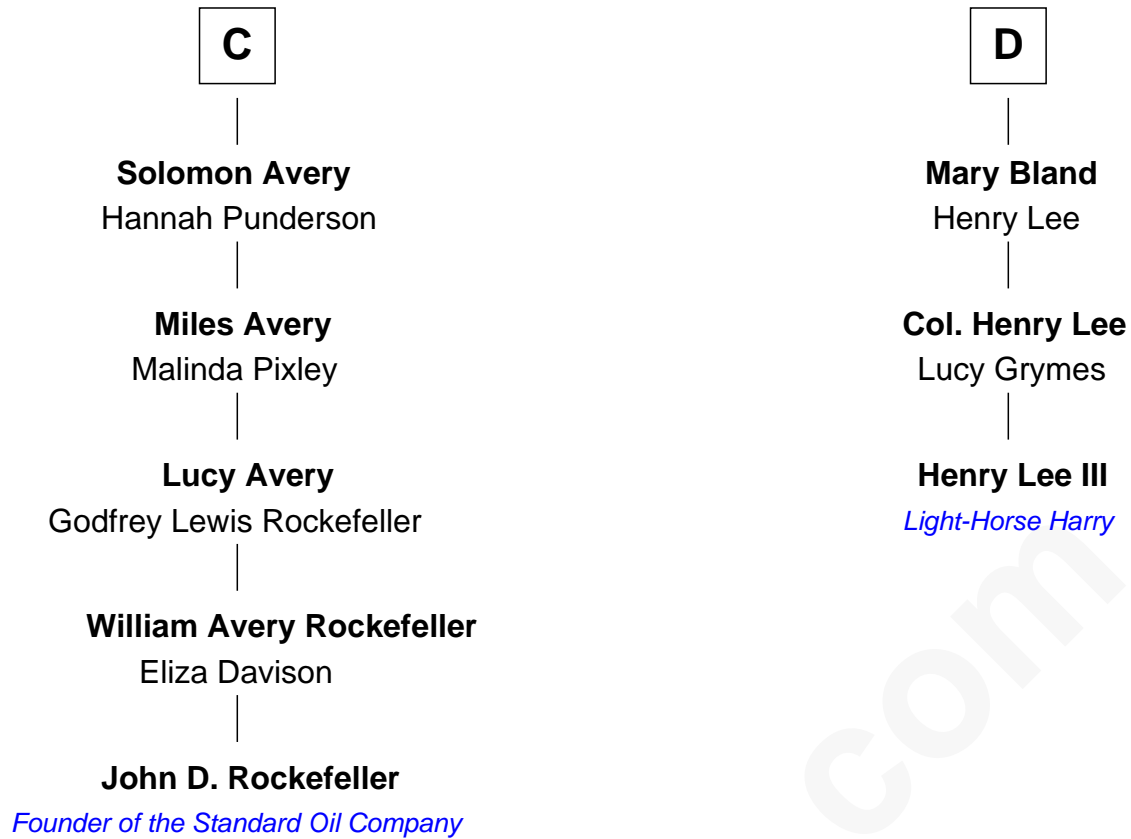 C
Solomon Avery
Hannah Punderson
Miles Avery
Malinda Pixley
Lucy Avery
Godfrey Lewis Rockefeller
William Avery Rockefeller
Eliza Davison
John D. Rockefeller
Founder of the Standard Oil Company
D
Mary Bland
Henry Lee
Col. Henry Lee
Lucy Grymes
Henry Lee III
Light-Horse Harry
com